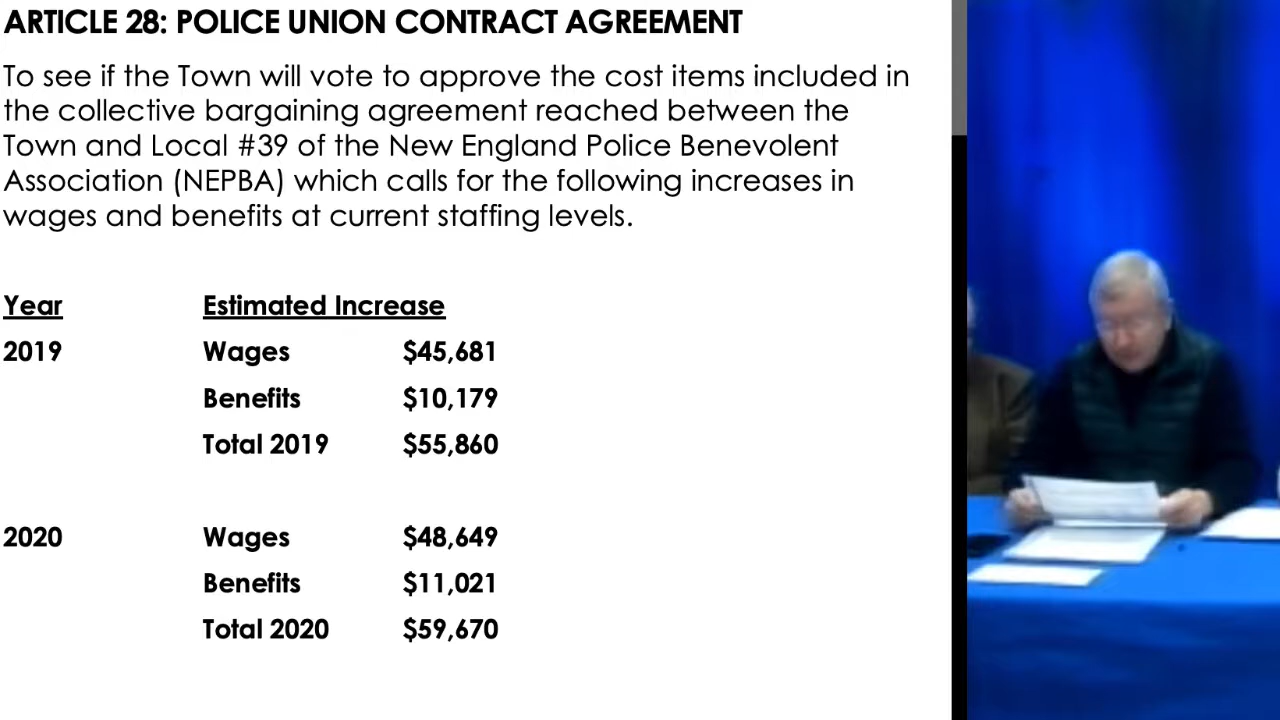 ARTICLE 28: POLICE UNION CONTRACT AGREEMENT
To see if the Town will vote to approve the cost items included in
the collective bargaining agreement reached between the
Town and Local #39 of the New England Police Benevolent
Association (NEPBA) which calls for the following increases in
wages and benefits at current staffing levels.
Year Estimated Increase
2019 Wages $45,681
Benefits $10,179
Total 2019 $55,860
2020 Wages $48,649
Benefits $11,021
Total 2020 $59,670